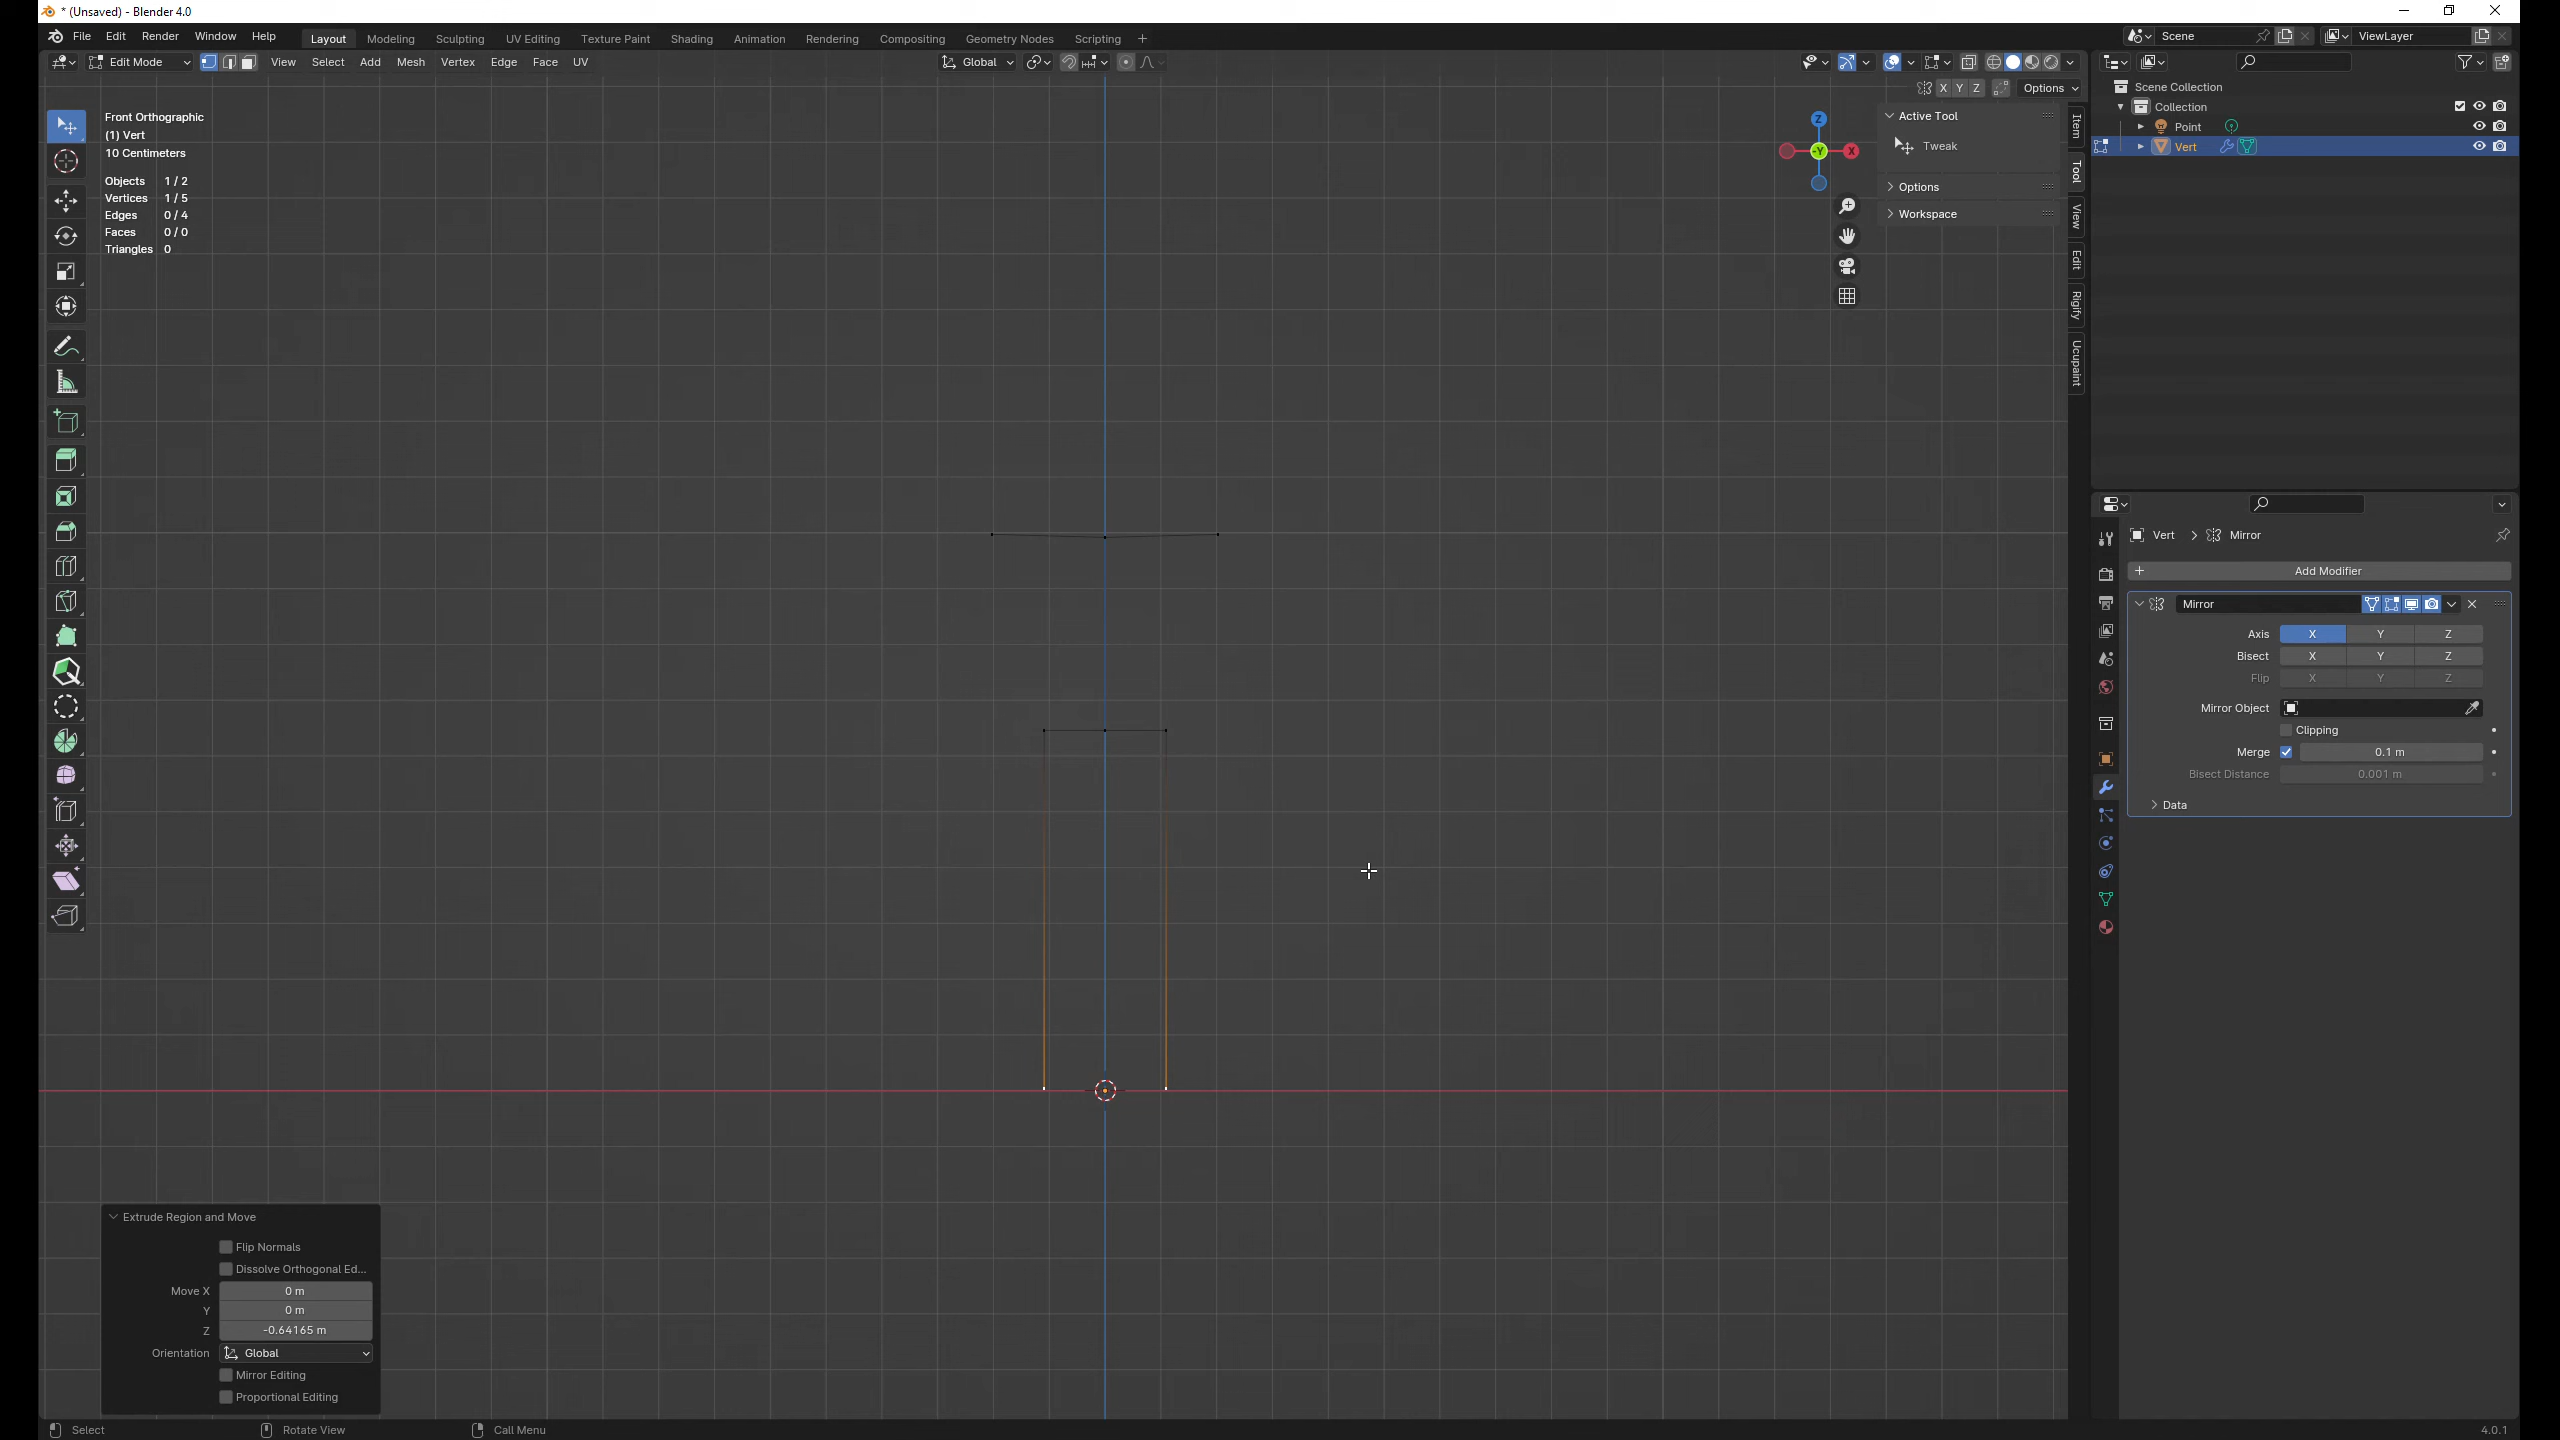 * (Unsaved) - Blender 4.0
File Edit Render Window Help Layout Modeling Sculpting UV Editing Texture Paint Shading Animation Rendering Compositing Geometry Nodes Scripting + Scene ViewLayer
Edit Mode View Select Add Mesh Vertex Edge Face UV Global
X Y Z Options
Front Orthographic
(1) Vert
10 Centimeters
Objects 1 / 2
Vertices 1 / 5
Edges 0 / 4
Faces 0 / 0
Triangles 0
Z
-Y
X
Active Tool
Tweak
Options
Workspace
Item
Tool
View
Edit
Rigify
Ucupaint
Scene Collection
Collection
Point
Vert
Vert > Mirror
+ Add Modifier
Mirror
Axis X Y Z
Bisect X Y Z
Flip X Y Z
Mirror Object
Clipping
Merge 0.1 m
Bisect Distance 0.001 m
Data
Extrude Region and Move
Flip Normals
Dissolve Orthogonal Ed...
Move X 0 m
Y 0 m
Z -0.64165 m
Orientation Global
Mirror Editing
Proportional Editing
Select Rotate View Call Menu 4.0.1